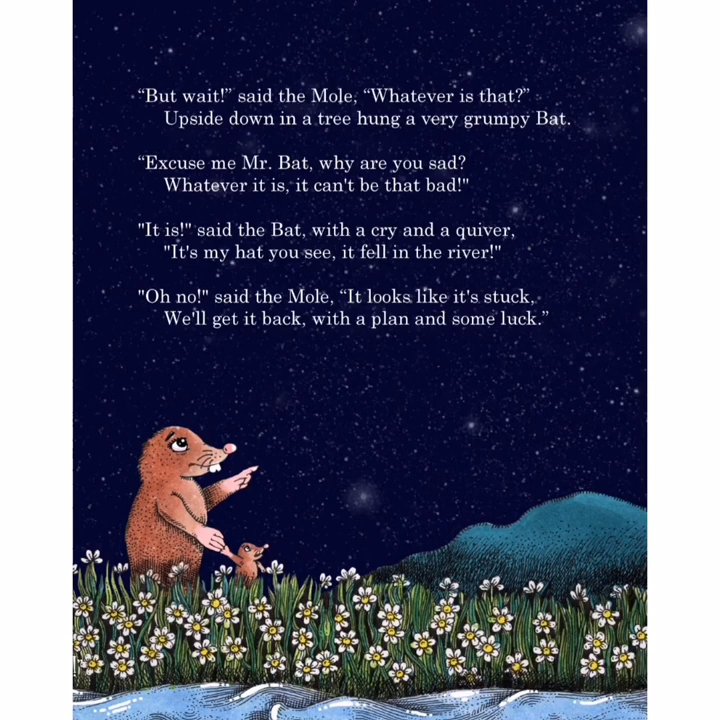 “But wait!” said the Mole, “Whatever is that?”
Upside down in a tree hung a very grumpy Bat.
“Excuse me Mr. Bat, why are you sad?
Whatever it is, it can't be that bad!"
"It is!" said the Bat, with a cry and a quiver,
"It's my hat you see, it fell in the river!"
"Oh no!" said the Mole, “It looks like it's stuck,
We'll get it back, with a plan and some luck.”